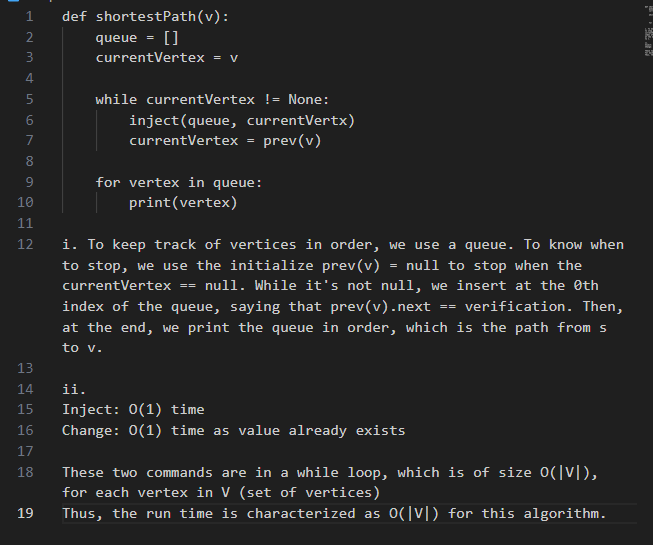 1 def shortestPath(v):
2 queue = []
3 currentVertex = v
4
5 while currentVertex != None:
6 inject(queue, currentVertx)
7 currentVertex = prev(v)
8
9 for vertex in queue:
10 print(vertex)
11
12 i. To keep track of vertices in order, we use a queue. To know when
to stop, we use the initialize prev(v) = null to stop when the
currentVertex == null. While it's not null, we insert at the 0th
index of the queue, saying that prev(v).next == verification. Then,
at the end, we print the queue in order, which is the path from s
to v.
13
14 ii.
15 Inject: O(1) time
16 Change: O(1) time as value already exists
17
18 These two commands are in a while loop, which is of size O(|V|),
for each vertex in V (set of vertices)
19 Thus, the run time is characterized as O(|V|) for this algorithm.